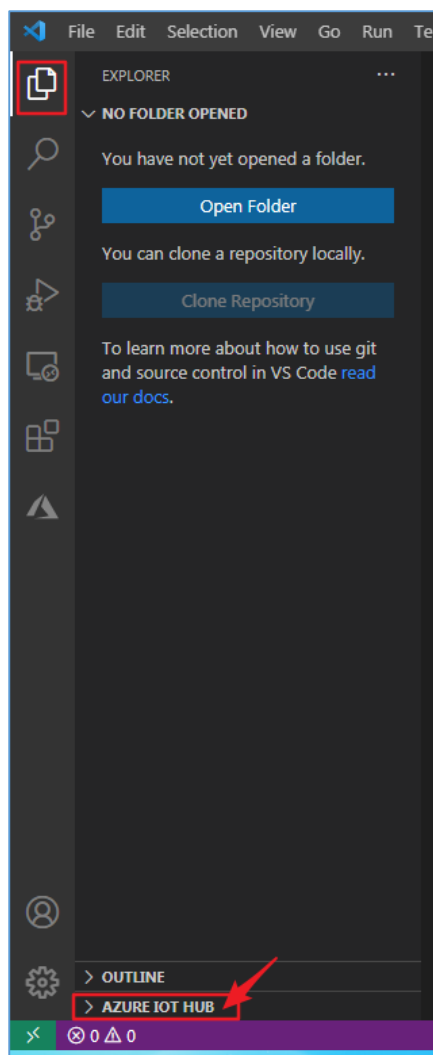 File Edit Selection View Go Run Te
EXPLORER
NO FOLDER OPENED
You have not yet opened a folder.
Open Folder
You can clone a repository locally.
Clone Repository
To learn more about how to use git
and source control in VS Code read
our docs.
OUTLINE
AZURE IOT HUB
0 0